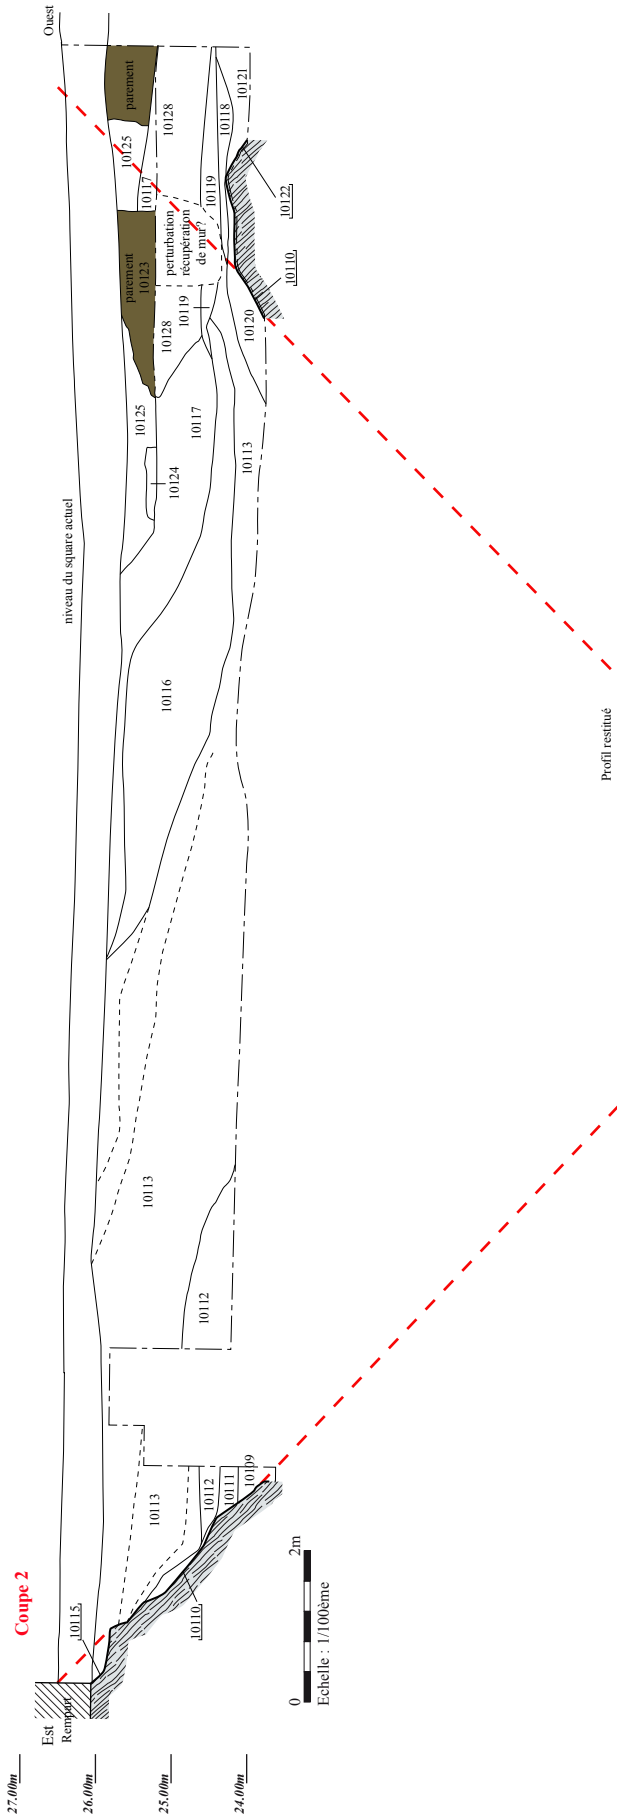 Coupe 2
Est
Rempart
Ouest
27.00m
26.00m
25.00m
24.00m
niveau du square actuel
10115
10110
10113
10112
10111
10109
10112
10113
10116
10117
10113
10125
10124
10128
10119
10120
parement
10123
perturbation
récupération
de mur?
10117
10125
parement
10128
10119
10118
10121
10122
10110
Profil restitué
0
2m
Echelle : 1/100ème